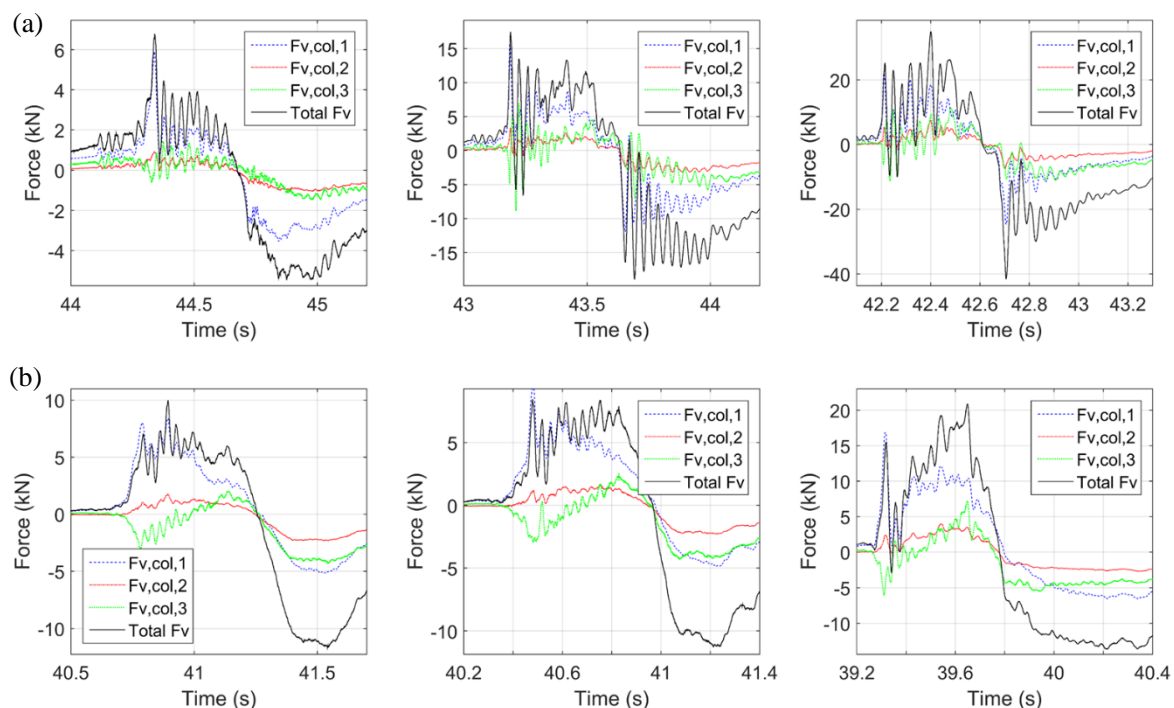 (a)
6
4
2
0
-2
-4
Force (kN)
Fv,col,1
Fv,col,2
Fv,col,3
Total Fv
44
44.5
45
Time (s)
15
10
5
0
-5
-10
-15
Force (kN)
Fv,col,1
Fv,col,2
Fv,col,3
Total Fv
43
43.5
44
Time (s)
20
0
-20
-40
Force (kN)
Fv,col,1
Fv,col,2
Fv,col,3
Total Fv
42.2 42.4 42.6 42.8 43 43.2
Time (s)
(b)
10
5
0
-5
-10
Force (kN)
Fv,col,1
Fv,col,2
Fv,col,3
Total Fv
40.5 41 41.5
Time (s)
5
0
-5
-10
Force (kN)
Fv,col,1
Fv,col,2
Fv,col,3
Total Fv
40.2 40.6 41 41.4
Time (s)
20
15
10
5
0
-5
-10
Force (kN)
Fv,col,1
Fv,col,2
Fv,col,3
Total Fv
39.2 39.6 40 40.4
Time (s)